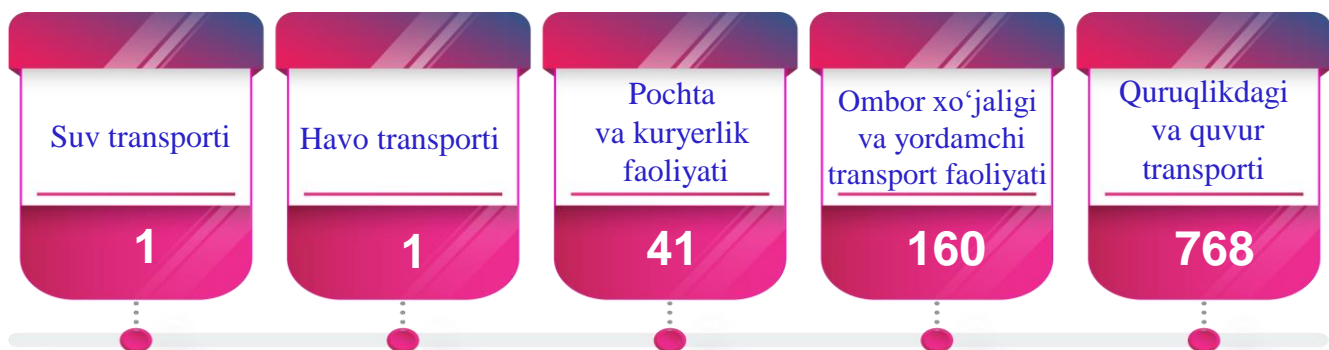 Suv transporti
1
Havo transporti
1
Pochta
va kuryerlik
faoliyati
41
Ombor xo‘jaligi
va yordamchi
transport faoliyati
160
Quruqlikdagi
va quvur
transporti
768